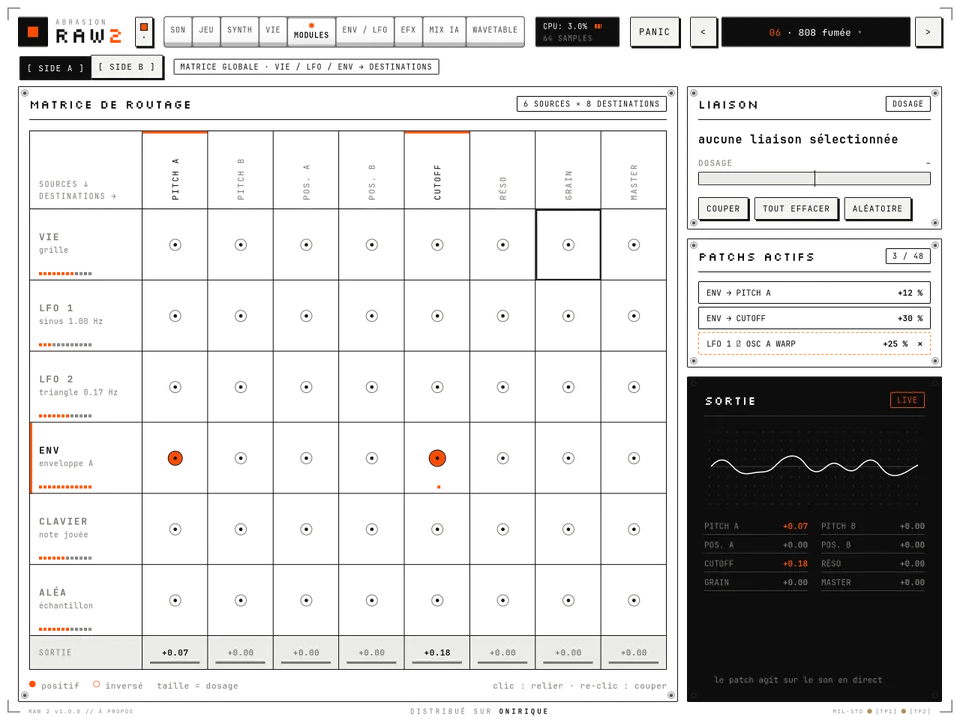 ABRASION
RAW2
SON JEU SYNTH VIE MODULES ENV / LFO EFX MIX IA WAVETABLE
CPU: 3.0%
64 SAMPLES
PANIC
< 06 · 808 fumée >
[ SIDE A ] [ SIDE B ] MATRICE GLOBALE · VIE / LFO / ENV → DESTINATIONS
MATRICE DE ROUTAGE
6 SOURCES × 8 DESTINATIONS
SOURCES ↓
DESTINATIONS →
PITCH A
PITCH B
POS. A
POS. B
CUTOFF
RÉSO
GRAIN
MASTER
VIE
grille
LFO 1
sinus 1.00 Hz
LFO 2
triangle 0.17 Hz
ENV
enveloppe A
CLAVIER
note jouée
ALÉA
échantillon
SORTIE +0.07 +0.00 +0.00 +0.00 +0.18 +0.00 +0.00 +0.00
positif inversé taille = dosage
clic : relier · re-clic : couper
LIAISON
DOSAGE
aucune liaison sélectionnée
DOSAGE –
COUPER TOUT EFFACER ALÉATOIRE
PATCHS ACTIFS
3 / 48
ENV → PITCH A +12 %
ENV → CUTOFF +30 %
LFO 1 OSC A WARP +25 % ×
SORTIE
LIVE
PITCH A +0.07 PITCH B +0.00
POS. A +0.00 POS. B +0.00
CUTOFF +0.18 RÉSO +0.00
GRAIN +0.00 MASTER +0.00
le patch agit sur le son en direct
RAW 2 v1.0.0 // À PROPOS
DISTRIBUÉ SUR ONIRIQUE
MIL-STD [TP1] [TP2]